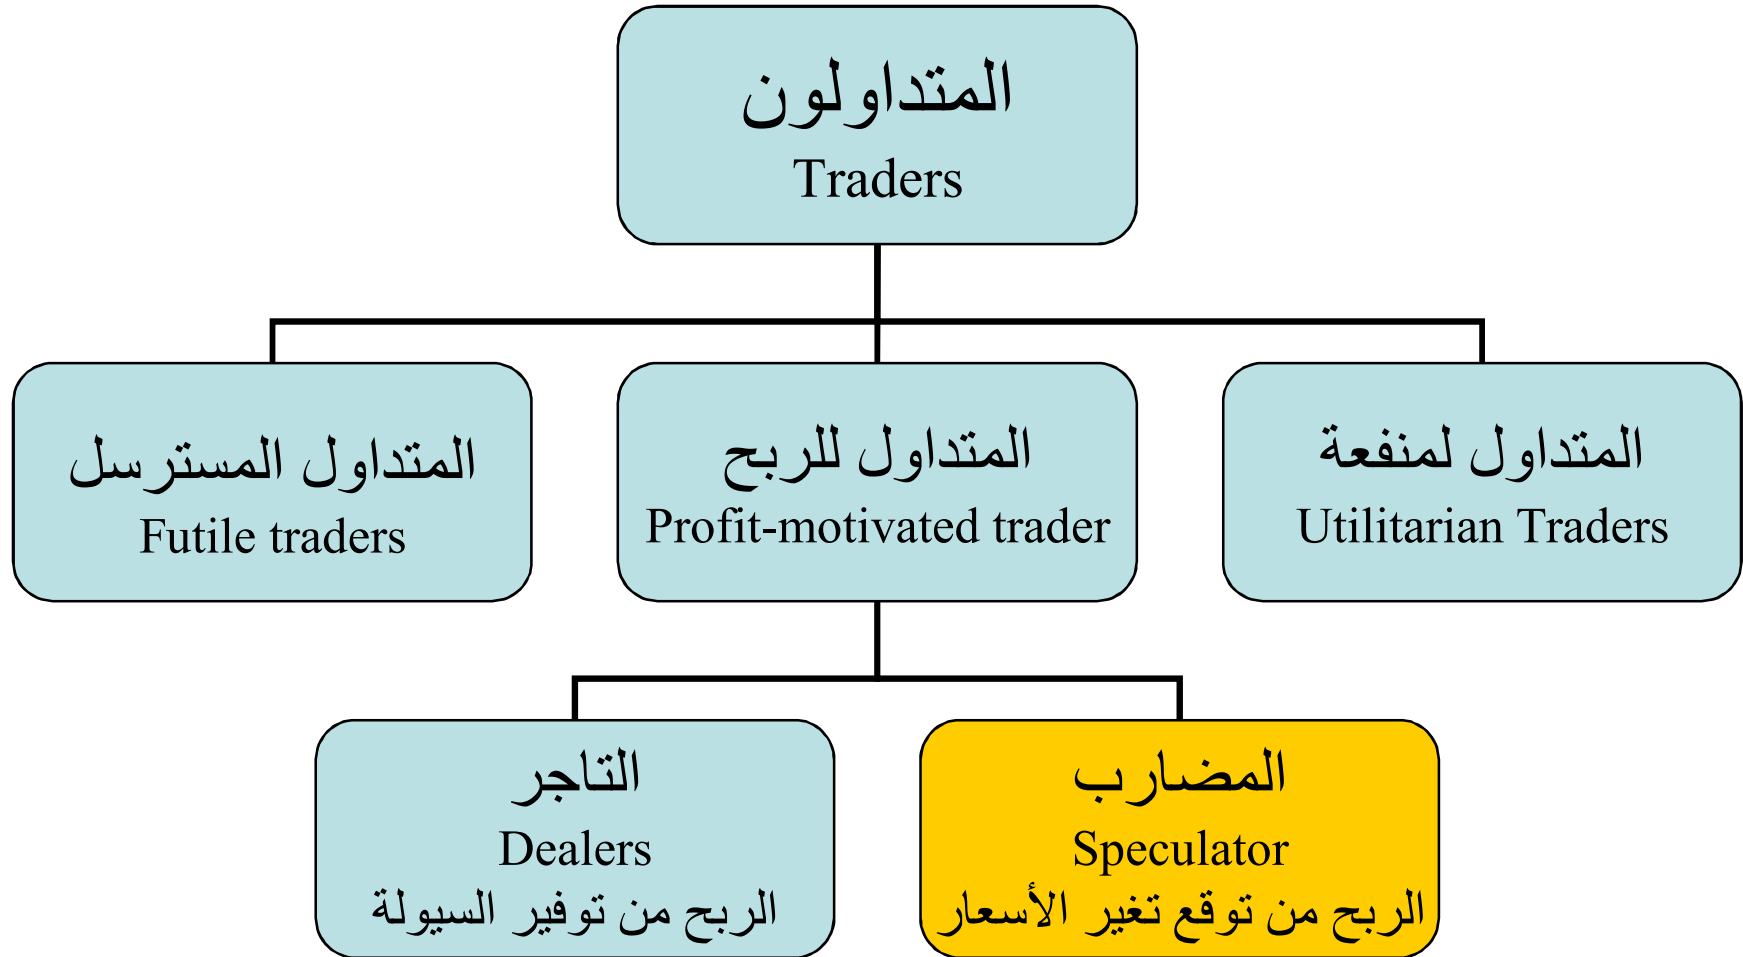 المتداولون
Traders
المتداول لمنفعة
Utilitarian Traders
المتداول للربح
Profit-motivated trader
المتداول المسترسل
Futile traders
المضارب
Speculator
الربح من توقع تغير الأسعار
التاجر
Dealers
الربح من توفير السيولة